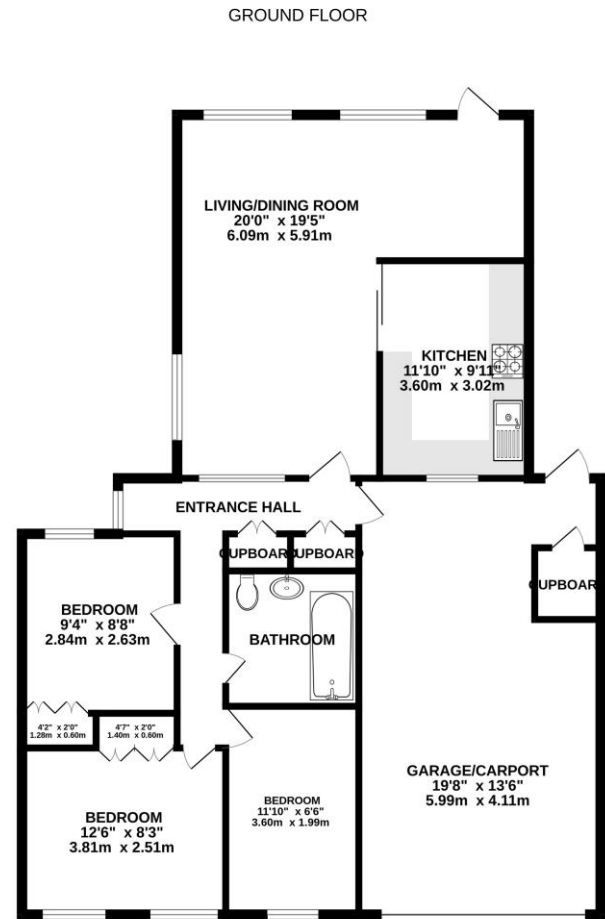 GROUND FLOOR
LIVING/DINING ROOM
20'0" x 19'5"
6.09m x 5.91m
KITCHEN
11'10" x 9'11"
3.60m x 3.02m
ENTRANCE HALL
CUPBOARD
CUPBOARD
CUPBOARD
BEDROOM
9'4" x 8'8"
2.84m x 2.63m
BATHROOM
4'2" x 2'0"
1.28m x 0.60m
4'7" x 2'0"
1.40m x 0.60m
GARAGE/CARPORT
19'8" x 13'6"
5.99m x 4.11m
BEDROOM
12'6" x 8'3"
3.81m x 2.51m
BEDROOM
11'10" x 6'6"
3.60m x 1.99m